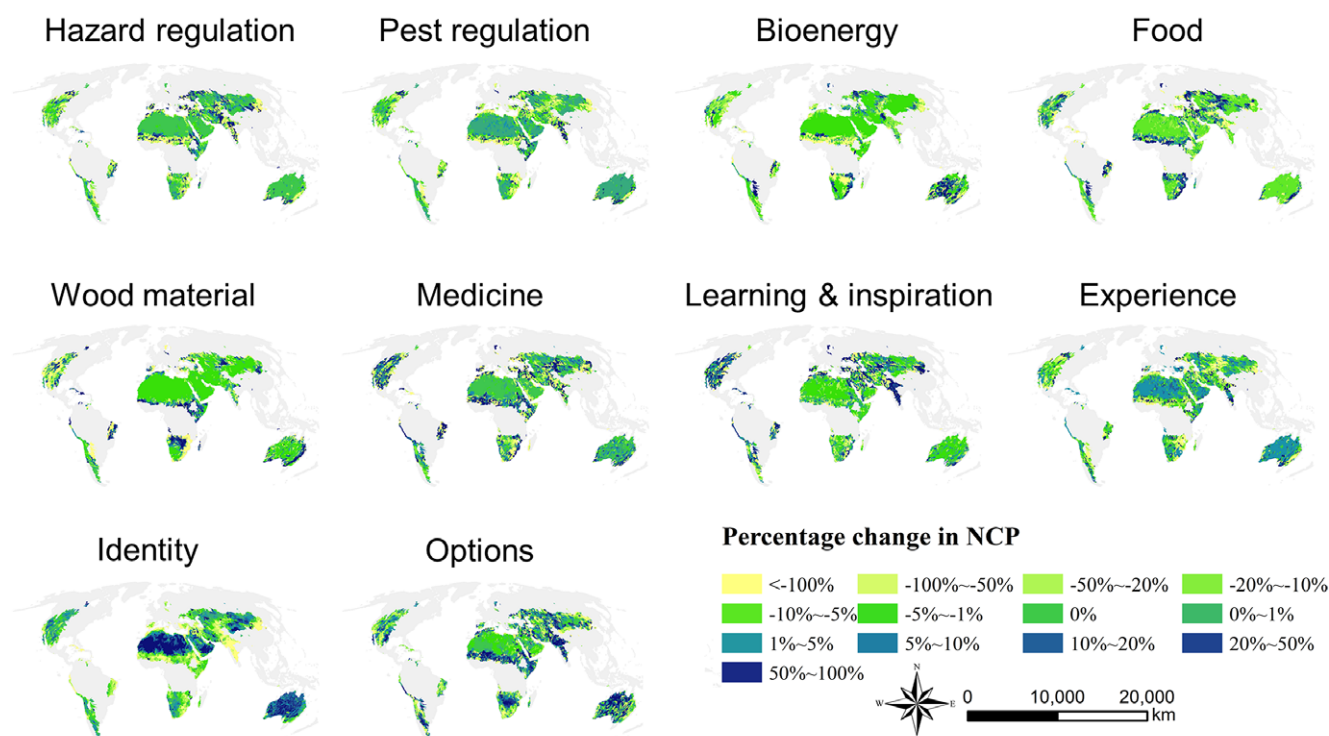 Hazard regulation Pest regulation Bioenergy Food
Wood material Medicine Learning & inspiration Experience
Identity Options
Percentage change in NCP
<-100% -100%~-50% -50%~-20% -20%~-10%
-10%~-5% -5%~-1% 0% 0%~1%
1%~5% 5%~10% 10%~20% 20%~50%
50%~100%
N
W E
S
0 10,000 20,000
km